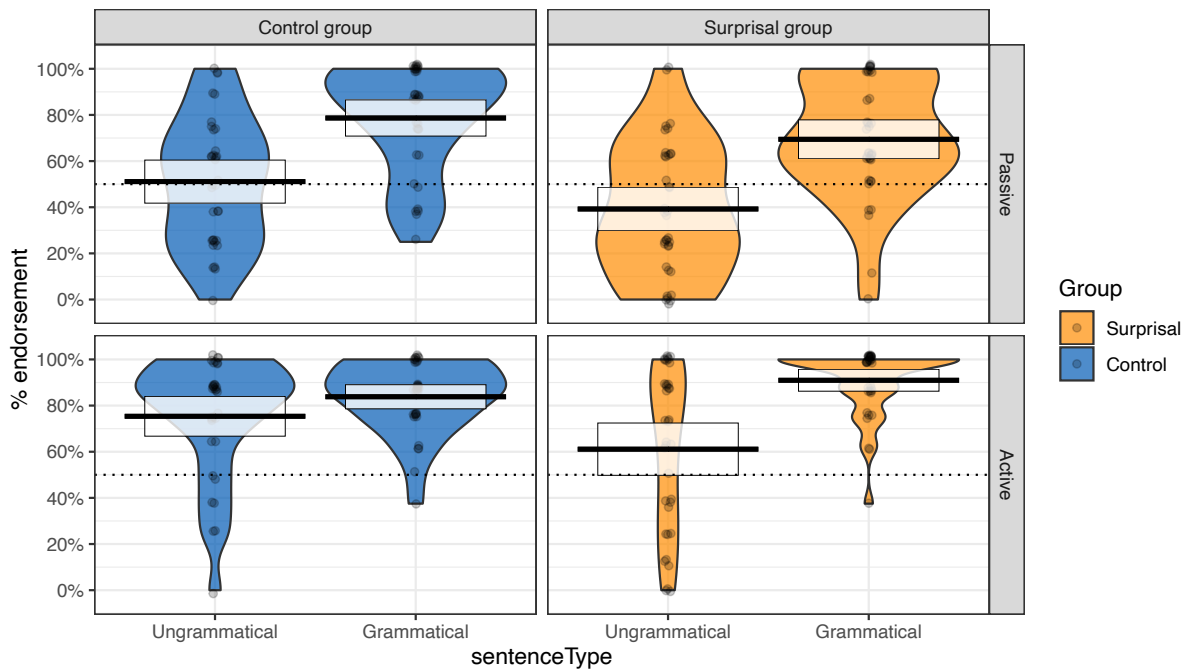 Control group
Surprisal group
% endorsement
100%
80%
60%
40%
20%
0%
Passive
100%
80%
60%
40%
20%
0%
Active
Ungrammatical
Grammatical
Ungrammatical
Grammatical
sentenceType
Group
Surprisal
Control